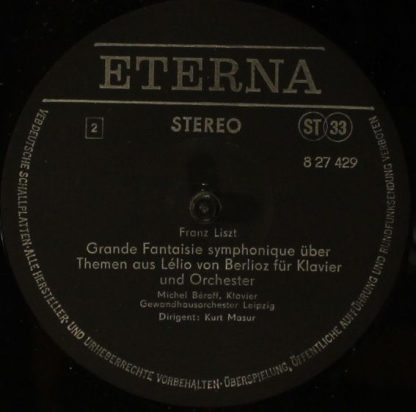 ETERNA
2
STEREO
ST 33
8 27 429
Franz Liszt
Grande Fantaisie symphonique über
Themen aus Lélio von Berlioz für Klavier
und Orchester
Michel Béroff, Klavier
Gewandhausorchester Leipzig
Dirigent: Kurt Masur
VEB DEUTSCHE SCHALLPLATTEN · ALLE HERSTELLER- UND URHEBERRECHTE VORBEHALTEN · ÜBERSPIELUNG, ÖFFENTLICHE AUFFÜHRUNG UND RUNDFUNKSENDUNG VERBOTEN